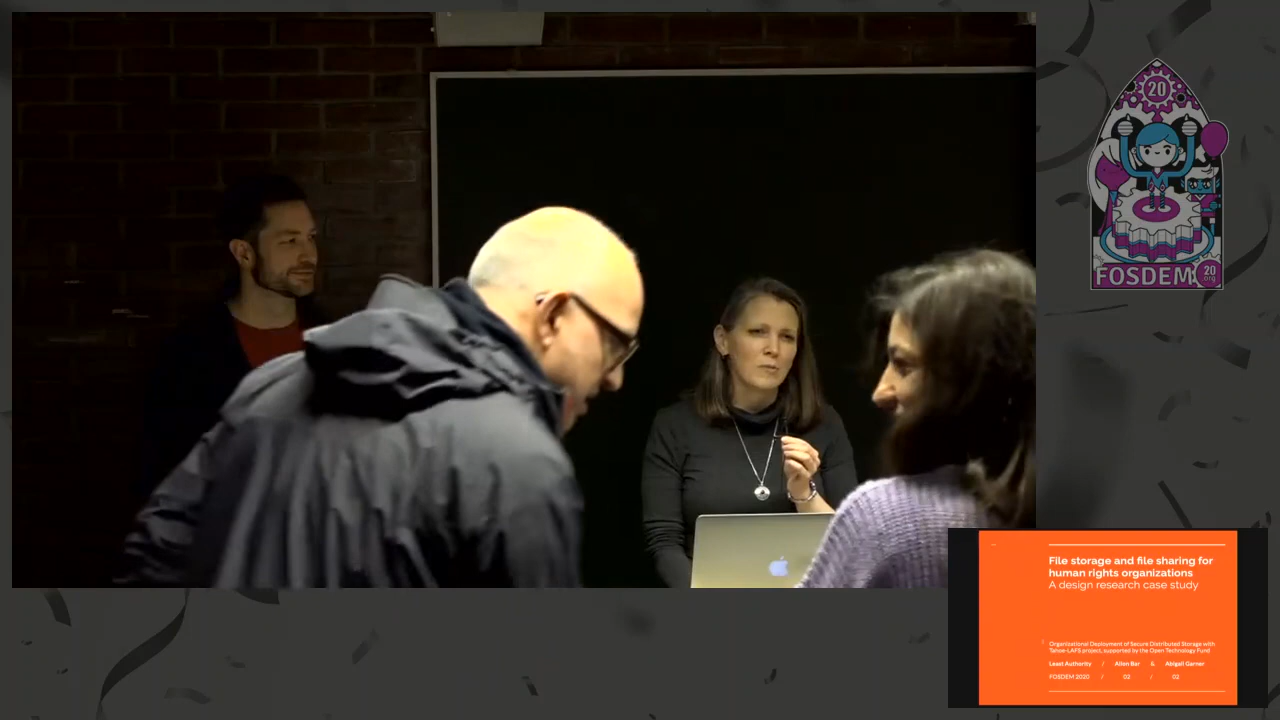 20
FOSDEM
20
.org
File storage and file sharing for
human rights organizations
A design research case study
Organizational Deployment of Secure Distributed Storage with
Tahoe-LAFS project, supported by the Open Technology Fund
Least Authority / Allon Bar & Abigail Garner
FOSDEM 2020 / 02 / 02